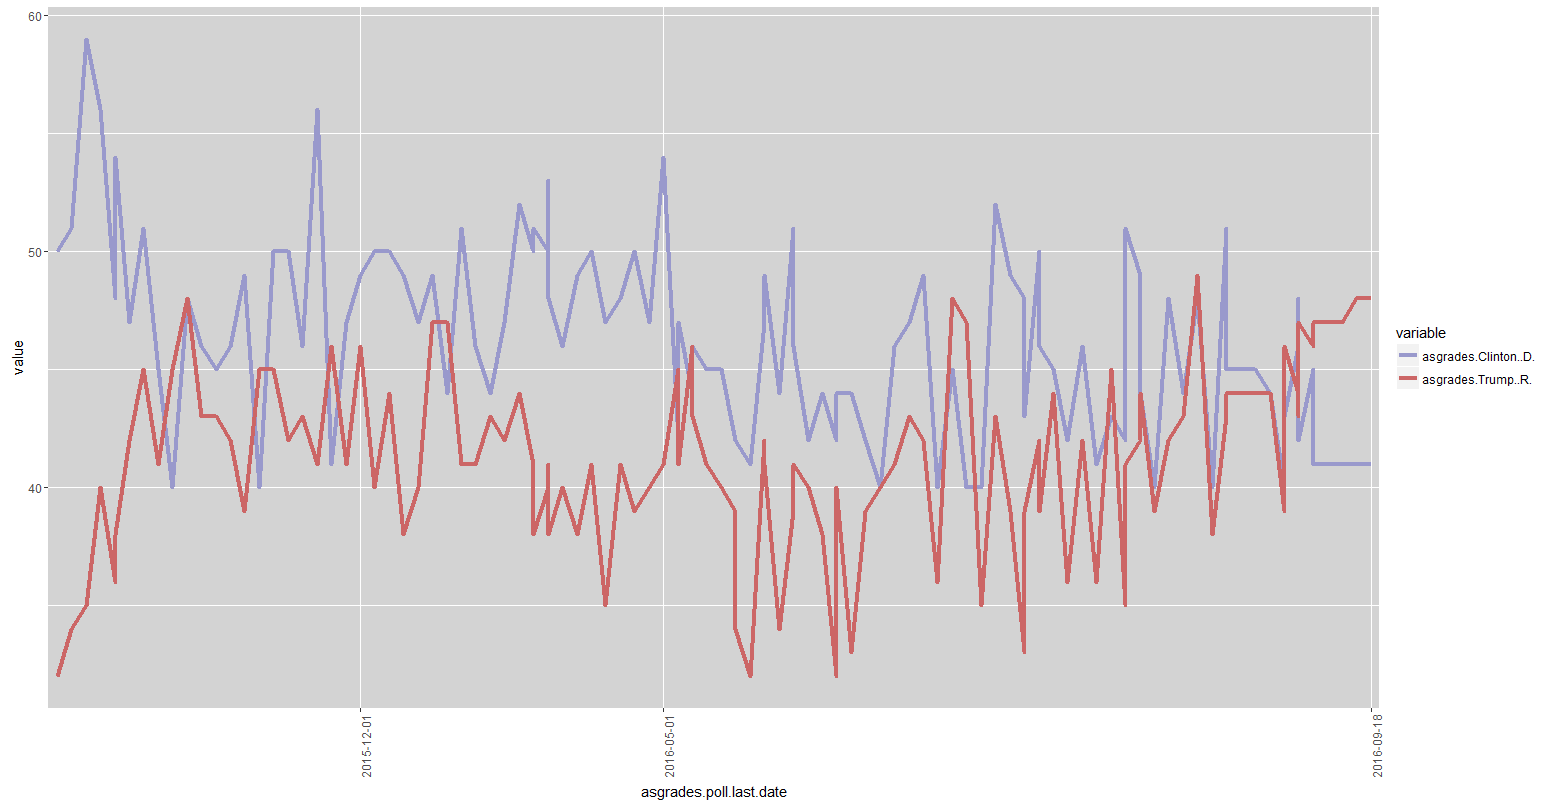 60
50
40
value
2015-12-01
2016-05-01
2016-09-18
asgrades.poll.last.date
variable
asgrades.Clinton..D.
asgrades.Trump..R.